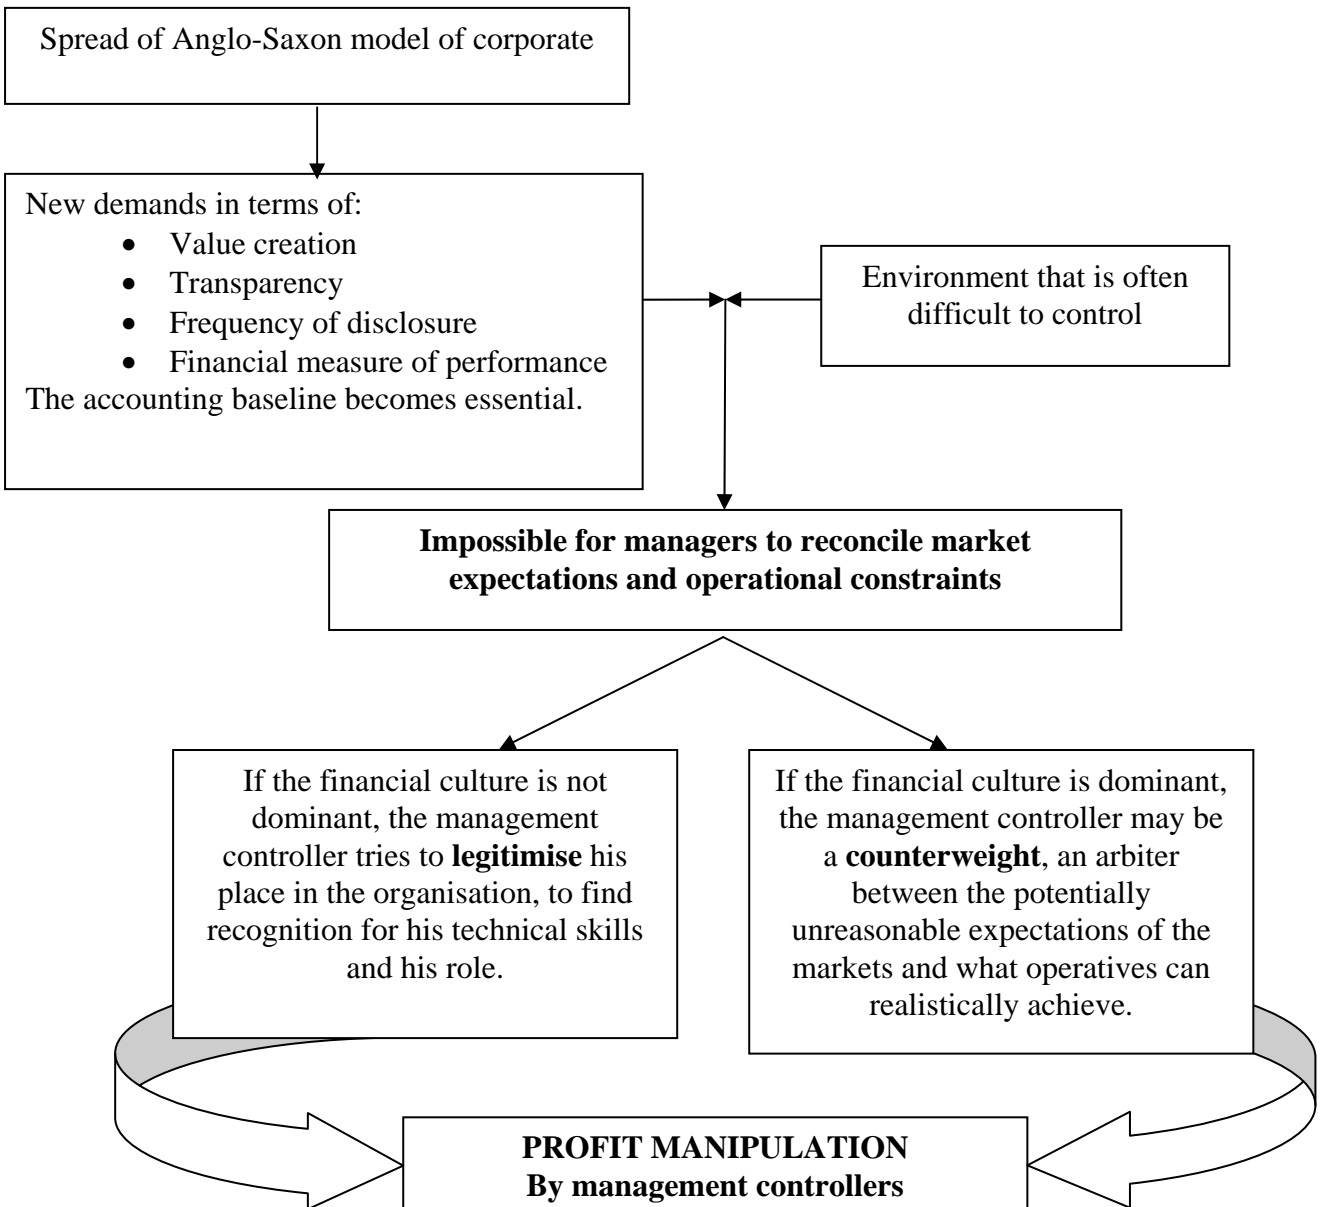 Spread of Anglo-Saxon model of corporate
New demands in terms of:
• Value creation
• Transparency
• Frequency of disclosure
• Financial measure of performance
The accounting baseline becomes essential.
Environment that is often
difficult to control
Impossible for managers to reconcile market
expectations and operational constraints
If the financial culture is not
dominant, the management
controller tries to legitimise his
place in the organisation, to find
recognition for his technical skills
and his role.
If the financial culture is dominant,
the management controller may be
a counterweight, an arbiter
between the potentially
unreasonable expectations of the
markets and what operatives can
realistically achieve.
PROFIT MANIPULATION
By management controllers